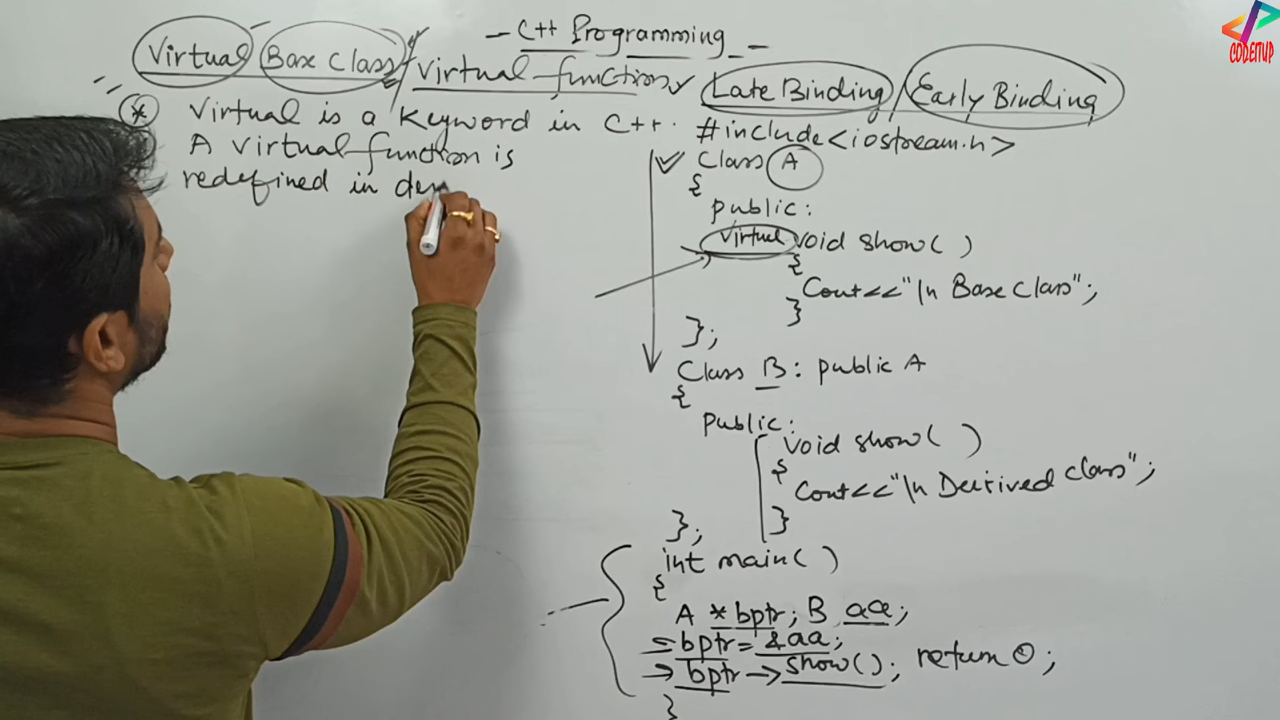 - C++ Programming -
Virtual Base Class / Virtual function Late Binding / Early Binding
* Virtual is a Keyword in C++.
A Virtual function is
redefined in der
#include<iostream.h>
Class A
{
public:
Virtual void show( )
{
Cout<<"\n Base Class";
}
};
Class B : public A
{
Public:
void show( )
{
Cout<<"\n Derived Class";
}
};
int main( )
{
A *bptr; B aa;
bptr = &aa;
→ bptr → show(); return 0;
}
CODEITUP